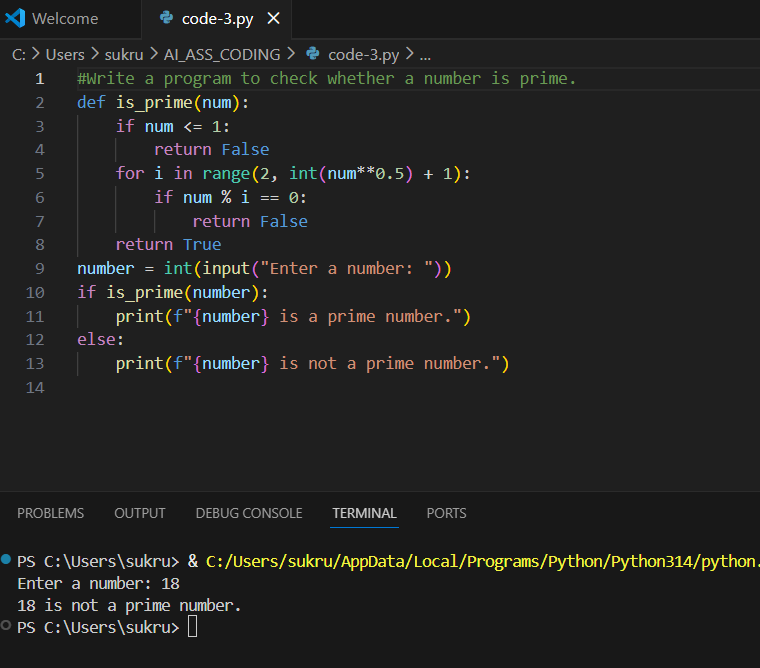 Welcome
code-3.py
C: > Users > sukru > AI_ASS_CODING > code-3.py > ...
1 #Write a program to check whether a number is prime.
2 def is_prime(num):
3     if num <= 1:
4         return False
5     for i in range(2, int(num**0.5) + 1):
6         if num % i == 0:
7             return False
8     return True
9 number = int(input("Enter a number: "))
10 if is_prime(number):
11     print(f"{number} is a prime number.")
12 else:
13     print(f"{number} is not a prime number.")
14
PROBLEMS OUTPUT DEBUG CONSOLE TERMINAL PORTS
PS C:\Users\sukru> & C:/Users/sukru/AppData/Local/Programs/Python/Python314/python.
Enter a number: 18
18 is not a prime number.
PS C:\Users\sukru>